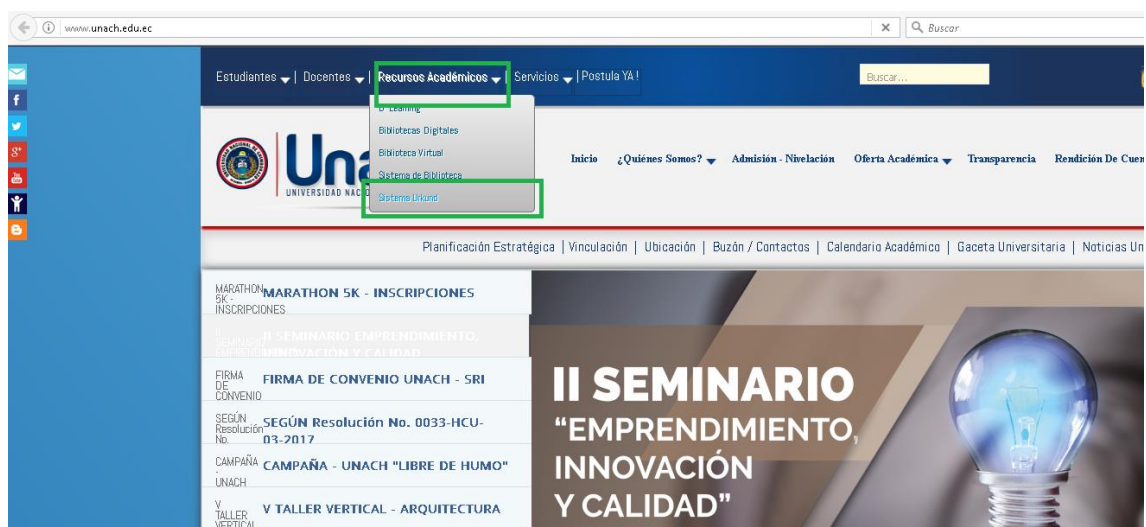 www.unach.edu.ec
Buscar
Estudiantes | Docentes | Recursos Académicos | Servicios | Postula YA!
Buscar...
Bibliotecas Digitales
Biblioteca Virtual
Sistema de Biblioteca
Sistema Urkund
Una
UNIVERSIDAD NAC
Inicio ¿Quiénes Somos? Admisión - Nivelación Oferta Académica Transparencia Rendición De Cuen
Planificación Estratégica | Vinculación | Ubicación | Buzón / Contactos | Calendario Académico | Gaceta Universitaria | Noticias Un
MARATHON 5K - INSCRIPCIONES
MARATHON 5K - INSCRIPCIONES
II SEMINARIO EMPRENDIMIENTO,
INNOVACIÓN Y CALIDAD
FIRMA
DE
CONVENIO
FIRMA DE CONVENIO UNACH - SRI
SEGÚN
Resolución
No.
SEGÚN Resolución No. 0033-HCU-
03-2017
CAMPAÑA
-
UNACH
CAMPAÑA - UNACH "LIBRE DE HUMO"
V
TALLER
VERTICAL
V TALLER VERTICAL - ARQUITECTURA
II SEMINARIO
“EMPRENDIMIENTO,
INNOVACIÓN
Y CALIDAD”